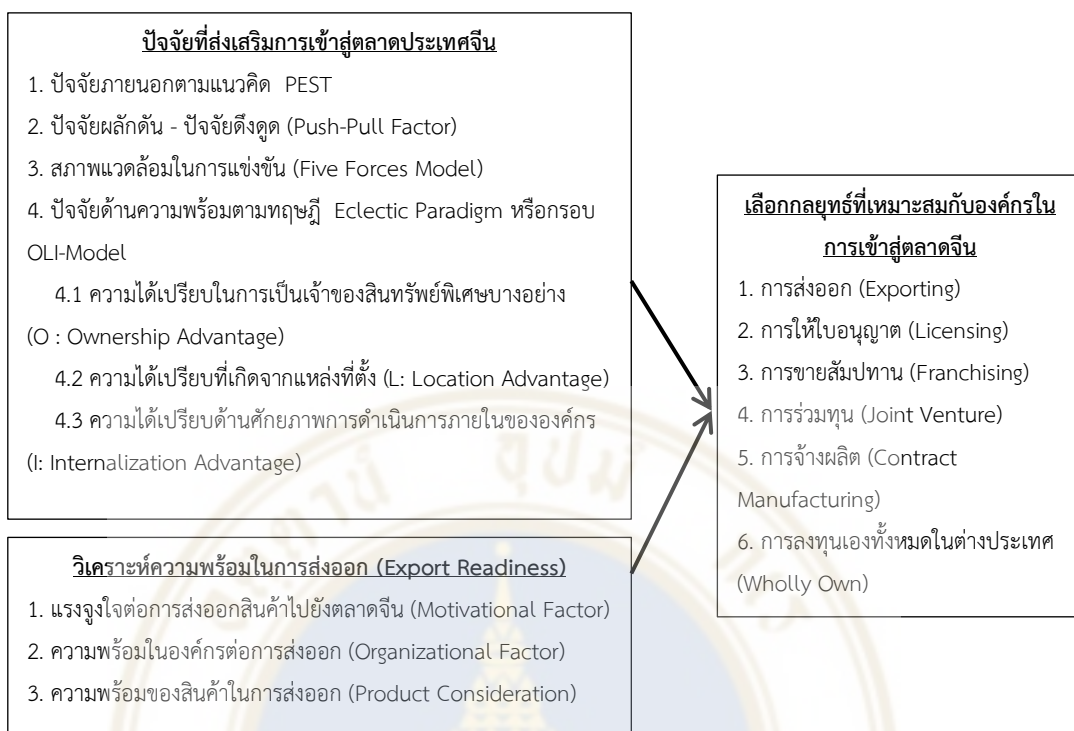 ปัจจัยที่ส่งเสริมการเข้าสู่ตลาดประเทศจีน
1. ปัจจัยภายนอกตามแนวคิด PEST
2. ปัจจัยผลักดัน - ปัจจัยดึงดูด (Push-Pull Factor)
3. สภาพแวดล้อมในการแข่งขัน (Five Forces Model)
4. ปัจจัยด้านความพร้อมตามทฤษฎี Eclectic Paradigm หรือกรอบ
OLI-Model
4.1 ความได้เปรียบในการเป็นเจ้าของสินทรัพย์พิเศษบางอย่าง
(O : Ownership Advantage)
4.2 ความได้เปรียบที่เกิดจากแหล่งที่ตั้ง (L: Location Advantage)
4.3 ความได้เปรียบด้านศักยภาพการดำเนินการภายในขององค์กร
(I: Internalization Advantage)
วิเคราะห์ความพร้อมในการส่งออก (Export Readiness)
1. แรงจูงใจต่อการส่งออกสินค้าไปยังตลาดจีน (Motivational Factor)
2. ความพร้อมในองค์กรต่อการส่งออก (Organizational Factor)
3. ความพร้อมของสินค้าในการส่งออก (Product Consideration)
เลือกกลยุทธ์ที่เหมาะสมกับองค์กรใน
การเข้าสู่ตลาดจีน
1. การส่งออก (Exporting)
2. การให้ใบอนุญาต (Licensing)
3. การขายสัมปทาน (Franchising)
4. การร่วมทุน (Joint Venture)
5. การจ้างผลิต (Contract
Manufacturing)
6. การลงทุนเองทั้งหมดในต่างประเทศ
(Wholly Own)